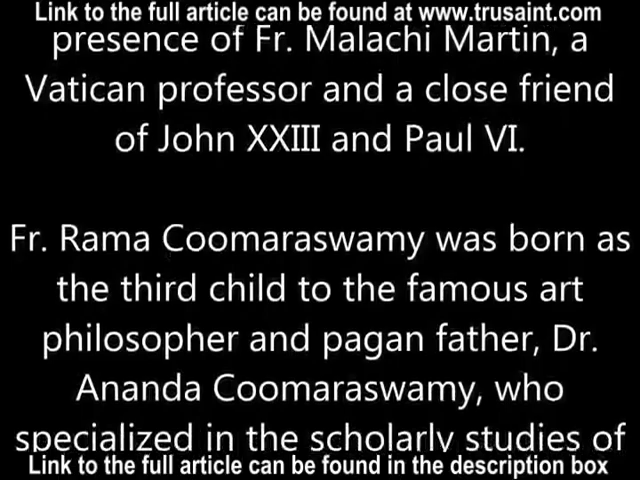 Link to the full article can be found at www.trusaint.com
presence of Fr. Malachi Martin, a
Vatican professor and a close friend
of John XXIII and Paul VI.
Fr. Rama Coomaraswamy was born as
the third child to the famous art
philosopher and pagan father, Dr.
Ananda Coomaraswamy, who
specialized in the scholarly studies of
Link to the full article can be found in the description box